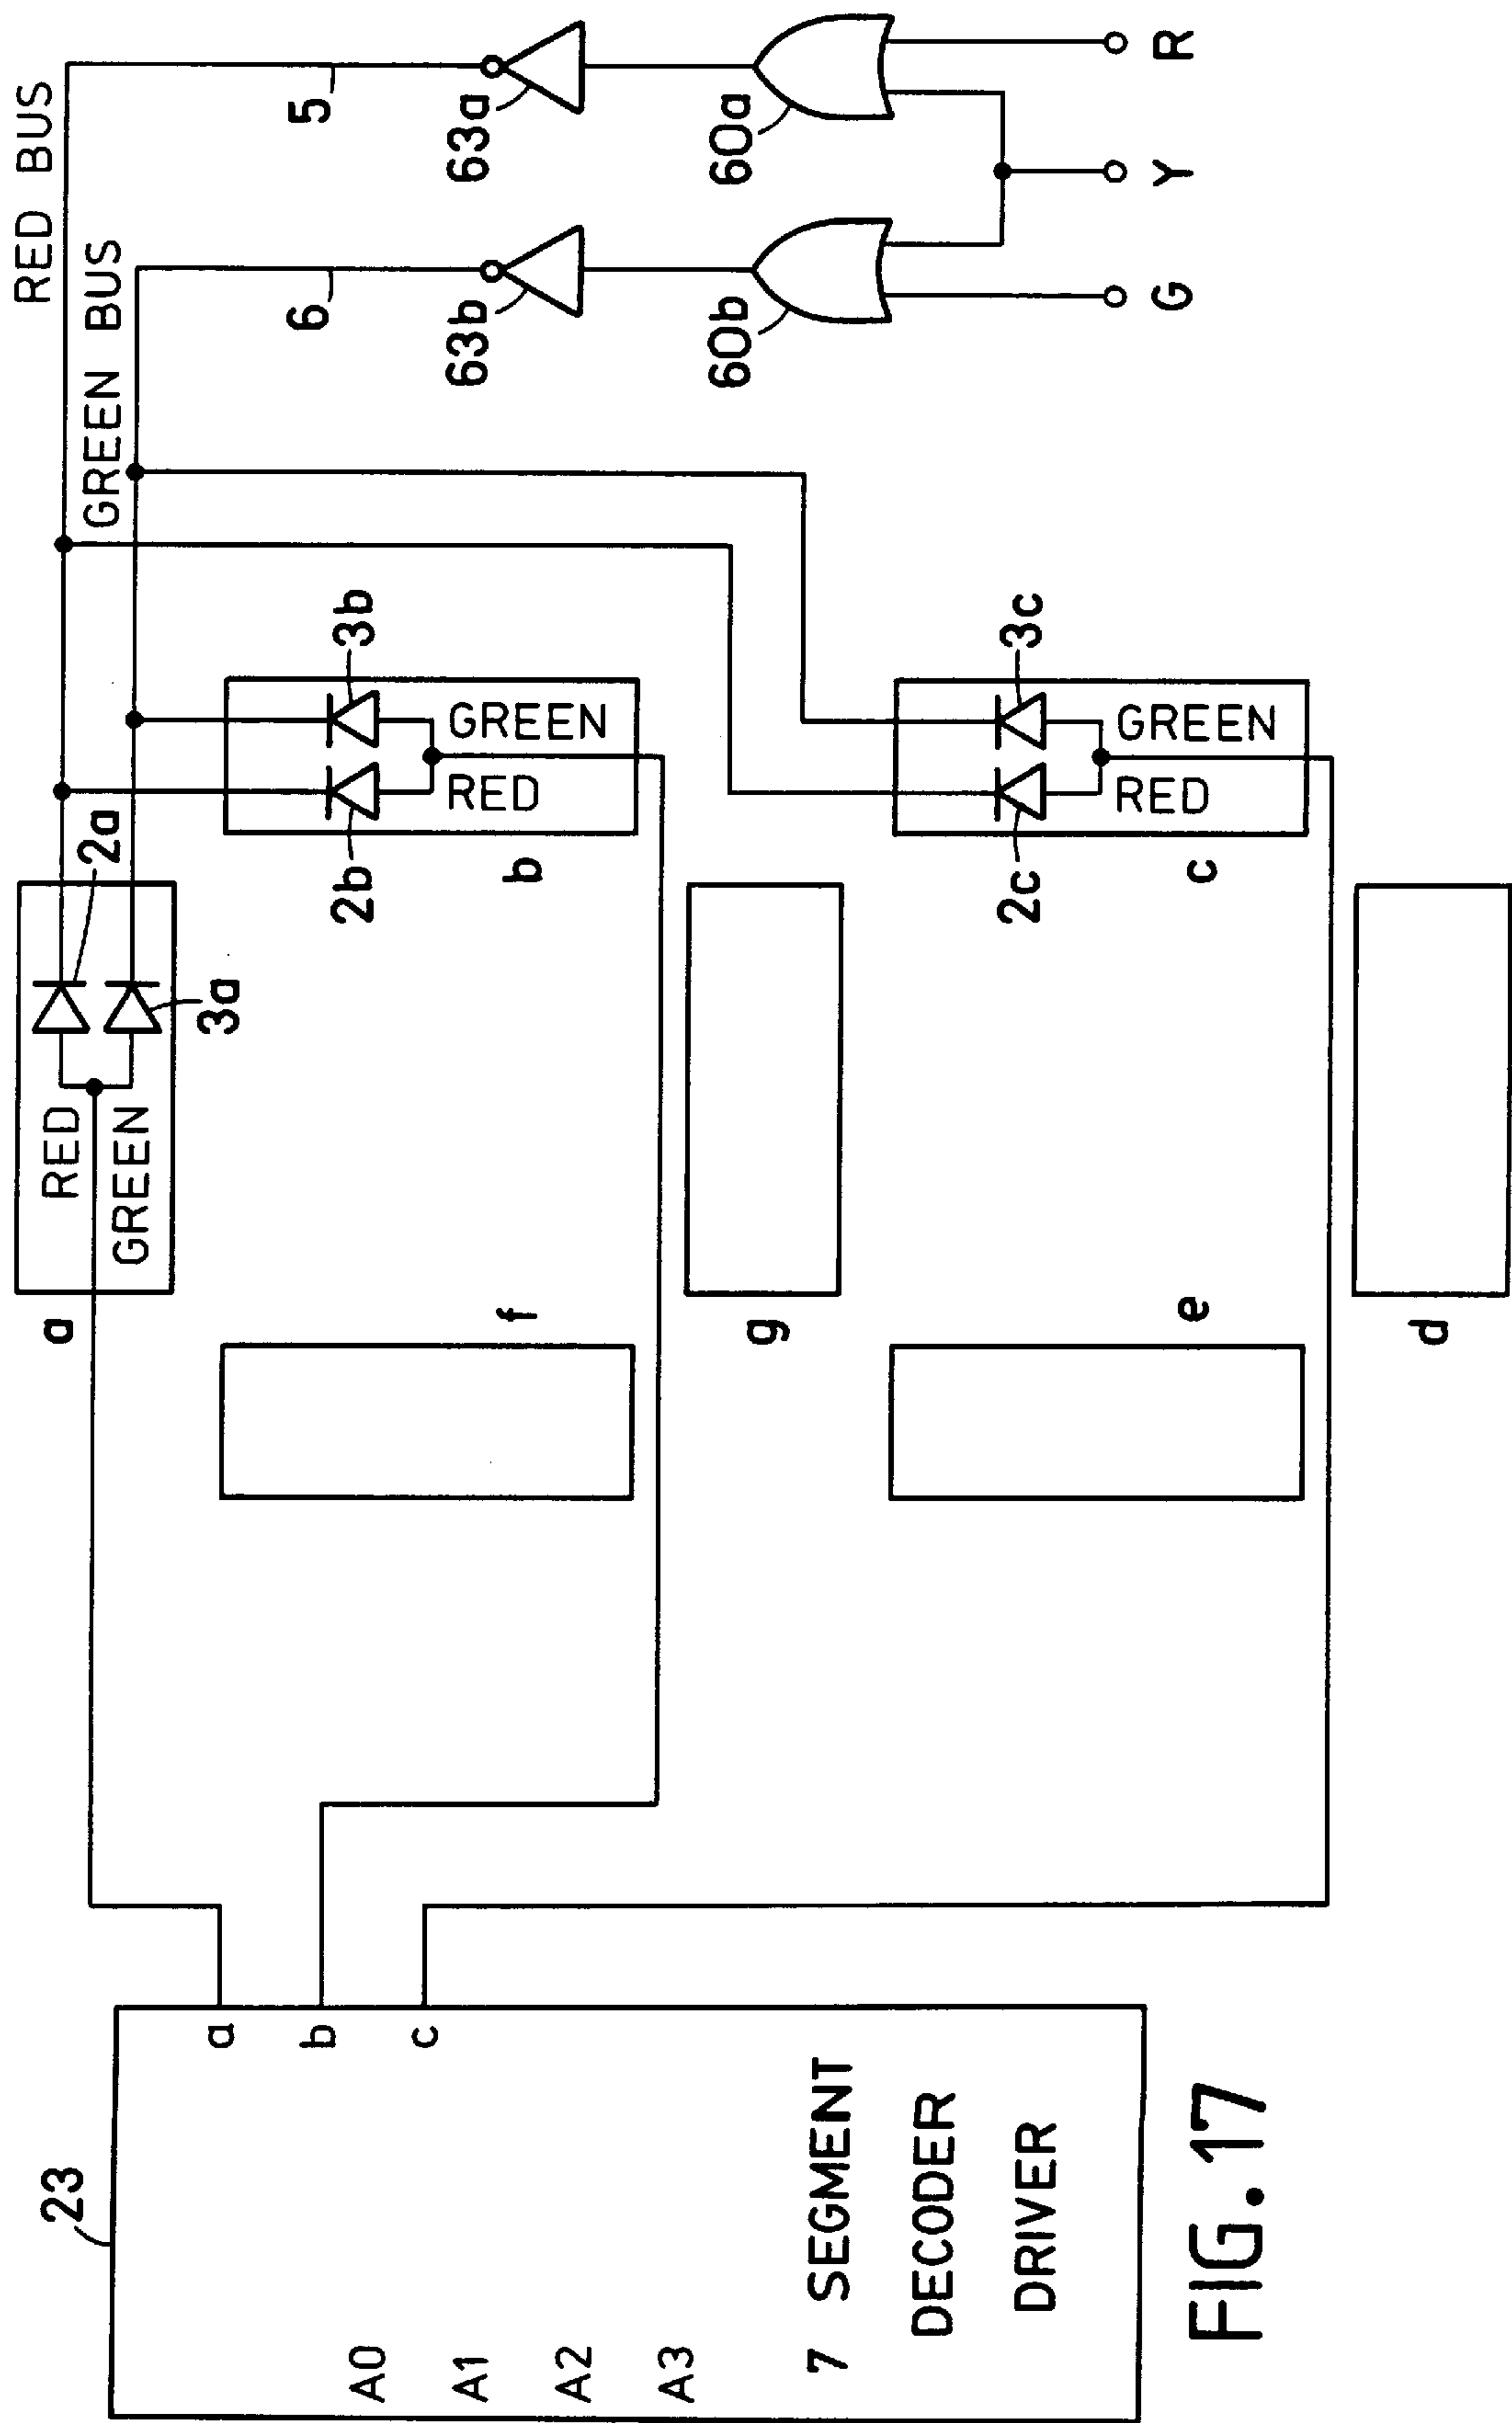 RED BUS
GREEN BUS
5
6
63a
63b
60a
60b
R
Y
G
a
RED
GREEN
2a
3a
3b
GREEN
RED
2b
b
3c
GREEN
RED
2c
c
f
g
e
d
23
a
b
c
A0
A1
A2
A3
7 SEGMENT
DECODER
DRIVER
FIG. 17